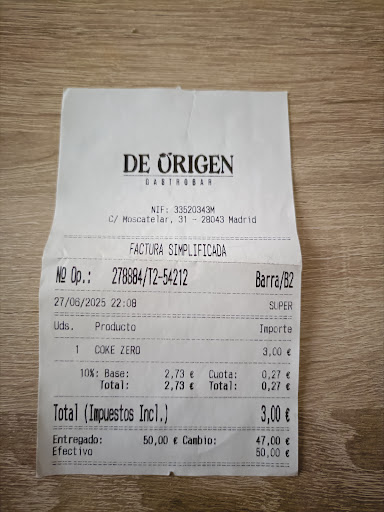 DE ORIGEN
GASTROBAR
NIF: 33520343M
C/ Moscatelar, 31 - 28043 Madrid
FACTURA SIMPLIFICADA
Nº Op.: 278884/T2-54212 Barra/B2
27/06/2025 22:08 SUPER
Uds. Producto Importe
1 COKE ZERO 3,00 €
10%: Base: 2,73 € Cuota: 0,27 €
Total: 2,73 € Total: 0,27 €
Total (Impuestos Incl.) 3,00 €
Entregado: 50,00 € Cambio: 47,00 €
Efectivo 50,00 €